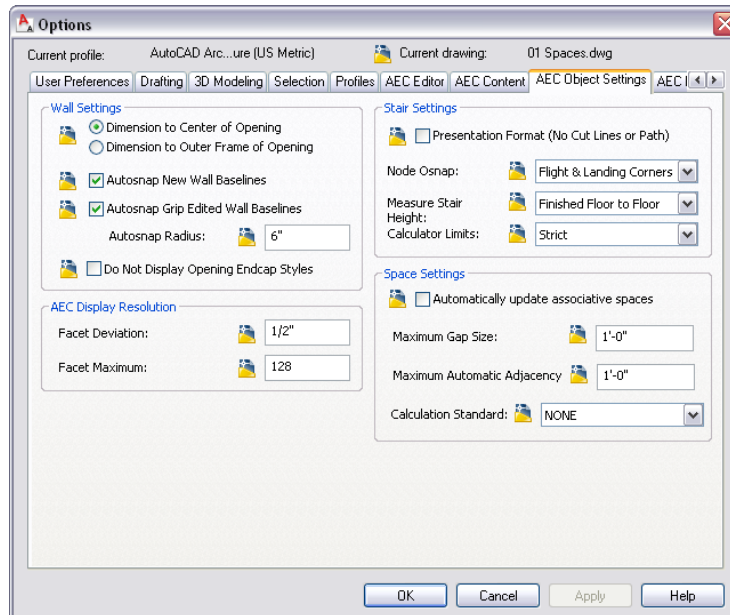 Options
Current profile: AutoCAD Arc...ure (US Metric) Current drawing: 01 Spaces.dwg
User Preferences Drafting 3D Modeling Selection Profiles AEC Editor AEC Content AEC Object Settings AEC
Wall Settings
Dimension to Center of Opening
Dimension to Outer Frame of Opening
Autosnap New Wall Baselines
Autosnap Grip Edited Wall Baselines
Autosnap Radius: 6"
Do Not Display Opening Endcap Styles
AEC Display Resolution
Facet Deviation: 1/2"
Facet Maximum: 128
Stair Settings
Presentation Format (No Cut Lines or Path)
Node Osnap: Flight & Landing Corners
Measure Stair Height: Finished Floor to Floor
Calculator Limits: Strict
Space Settings
Automatically update associative spaces
Maximum Gap Size: 1'-0"
Maximum Automatic Adjacency 1'-0"
Calculation Standard: NONE
OK Cancel Apply Help